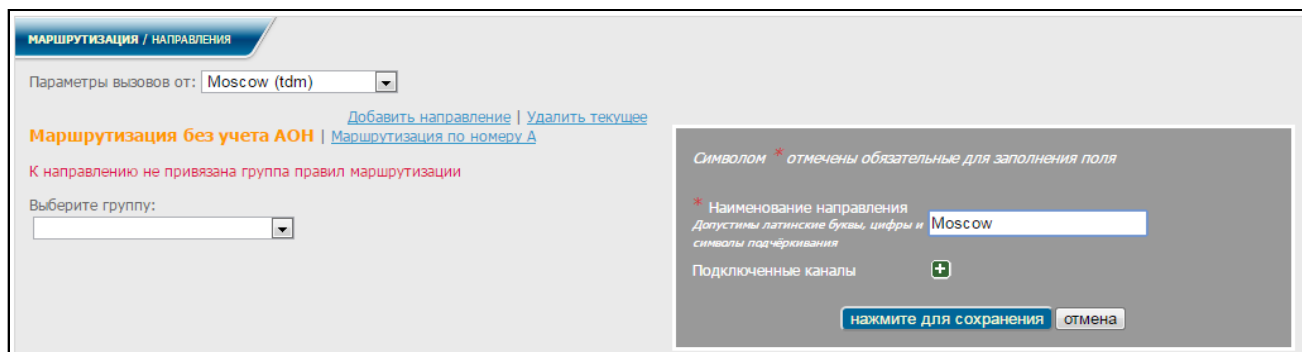 МАРШРУТИЗАЦИЯ / НАПРАВЛЕНИЯ
Параметры вызовов от: Moscow (tdm)
Добавить направление | Удалить текущее
Маршрутизация без учета АОН | Маршрутизация по номеру А
К направлению не привязана группа правил маршрутизации
Выберите группу:
Символом * отмечены обязательные для заполнения поля
* Наименование направления
Допустимы латинские буквы, цифры и
символы подчёркивания
Moscow
Подключенные каналы
нажмите для сохранения отмена